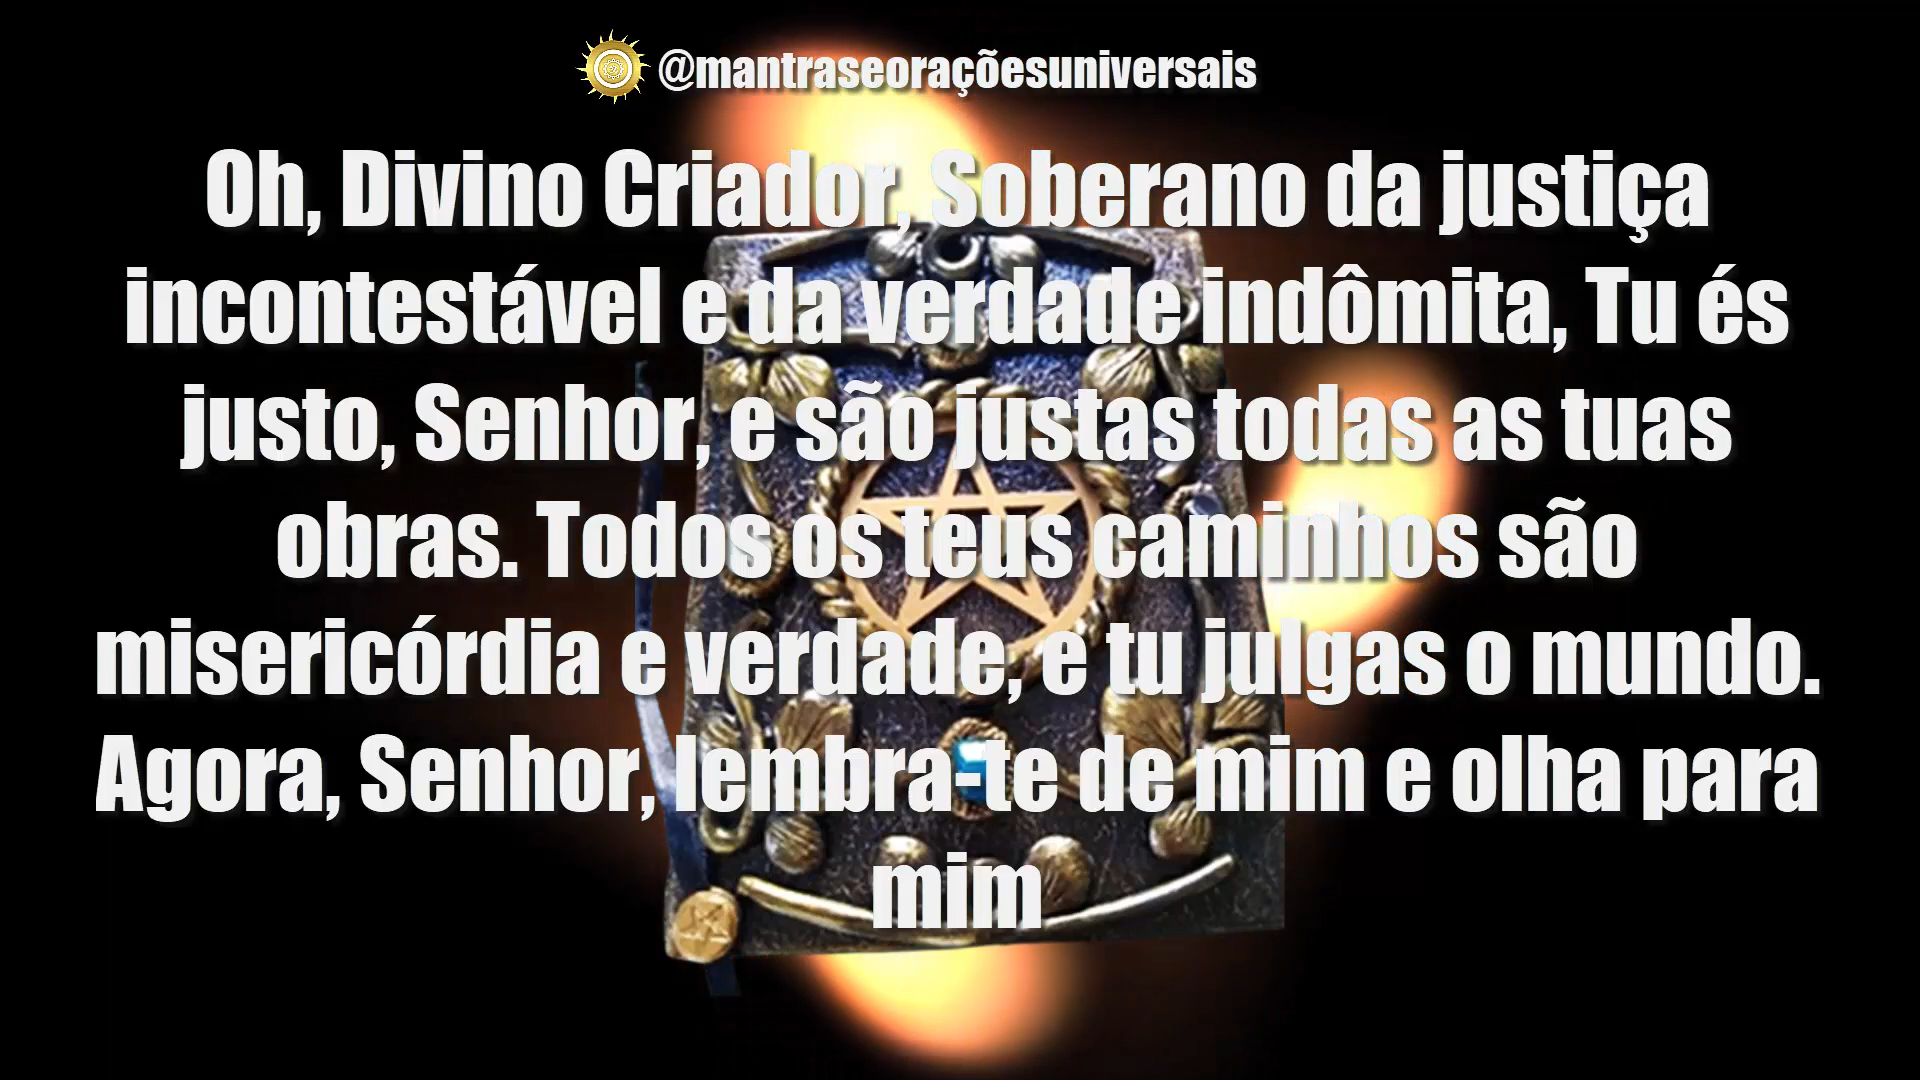 @mantraseoraçõesuniversais
Oh, Divino Criador, Soberano da justiça
incontestável e da verdade indômita, Tu és
justo, Senhor, e são justas todas as tuas
obras. Todos os teus caminhos são
misericórdia e verdade, e tu julgas o mundo.
Agora, Senhor, lembra-te de mim e olha para
mim